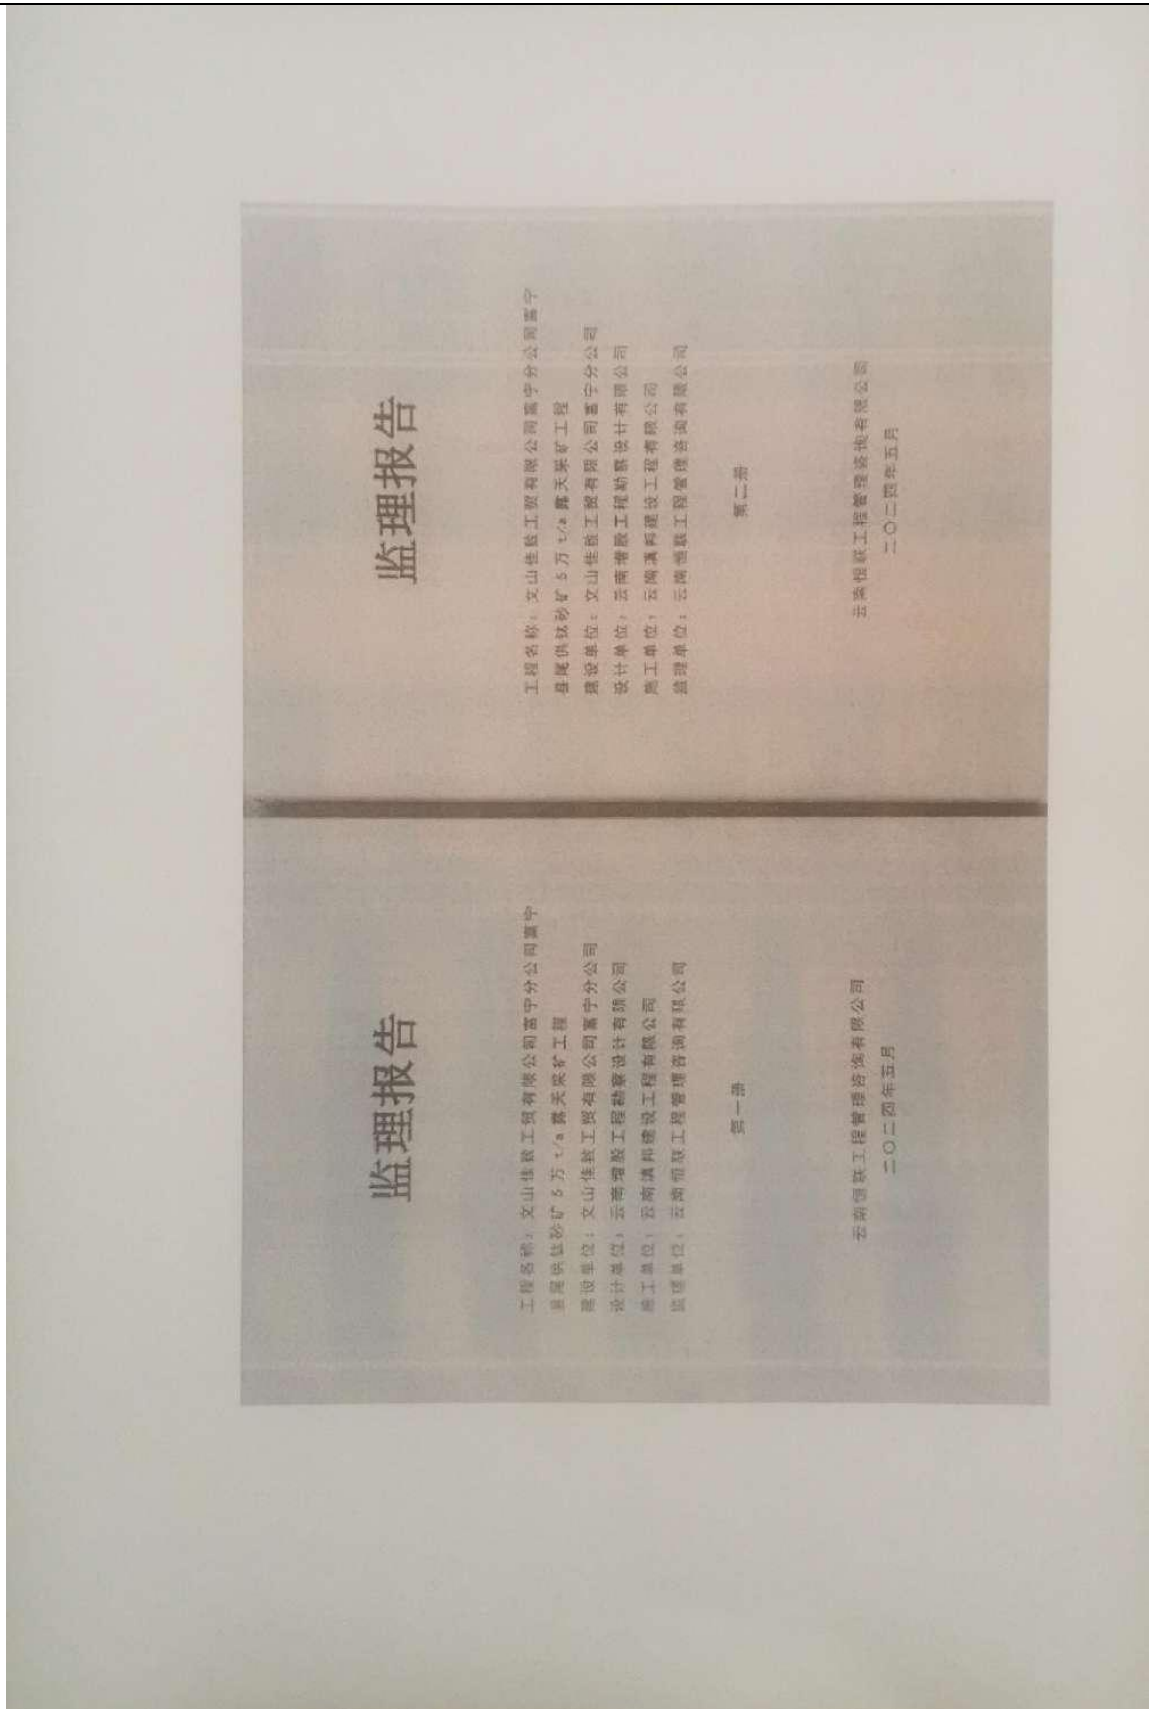 监理报告
工程名称：文山佳致工贸有限公司富宁分公司富宁
县尾供钛砂矿5万t/a露天采矿工程
建设单位：文山佳致工贸有限公司富宁分公司
设计单位：云南增股工程勘察设计有限公司
施工单位：云南滇邦建设工程有限公司
监理单位：云南恒联工程管理咨询有限公司
第一册
云南恒联工程管理咨询有限公司
二〇二四年五月
监理报告
工程名称：文山佳致工贸有限公司富宁分公司富宁
县尾供钛砂矿5万t/a露天采矿工程
建设单位：文山佳致工贸有限公司富宁分公司
设计单位：云南增股工程勘察设计有限公司
施工单位：云南滇邦建设工程有限公司
监理单位：云南恒联工程管理咨询有限公司
第二册
云南恒联工程管理咨询有限公司
二〇二四年五月